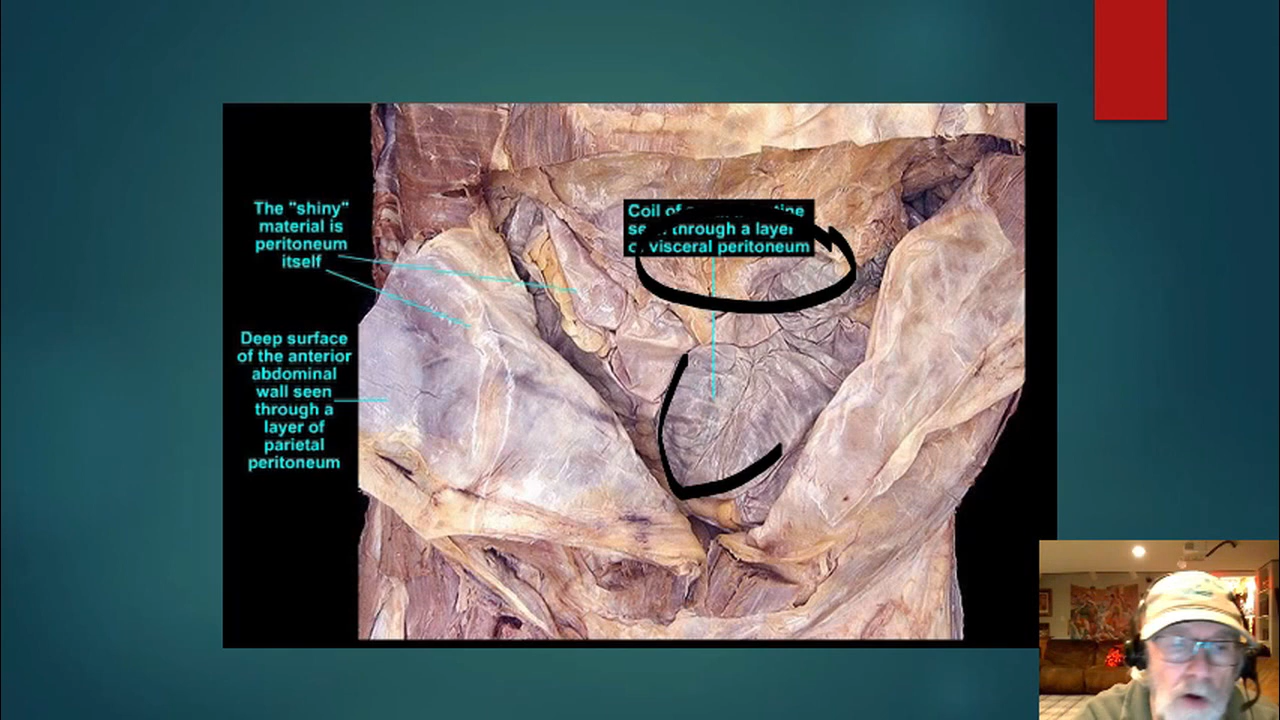 The "shiny"
material is
peritoneum
itself
Deep surface
of the anterior
abdominal
wall seen
through a
layer of
parietal
peritoneum
Coil of
through a layer
visceral peritoneum